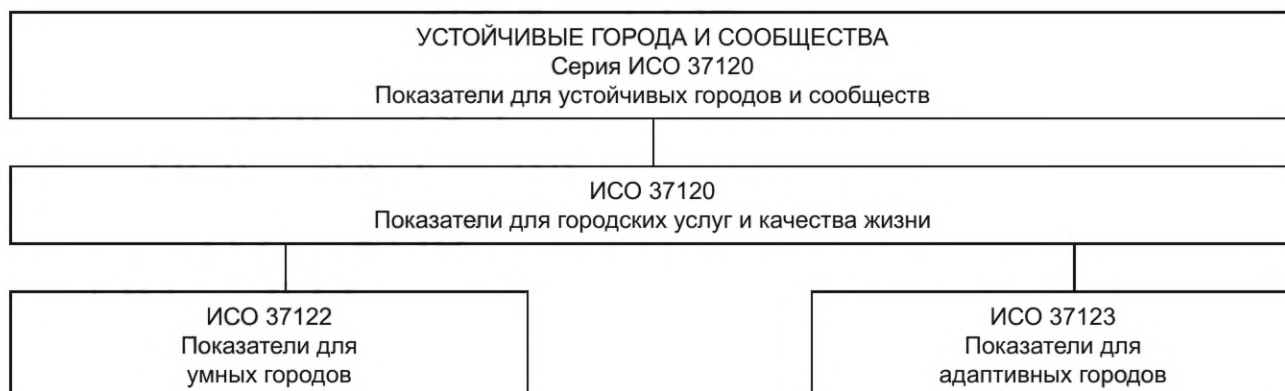 УСТОЙЧИВЫЕ ГОРОДА И СООБЩЕСТВА
Серия ИСО 37120
Показатели для устойчивых городов и сообществ
ИСО 37120
Показатели для городских услуг и качества жизни
ИСО 37122
Показатели для
умных городов
ИСО 37123
Показатели для
адаптивных городов